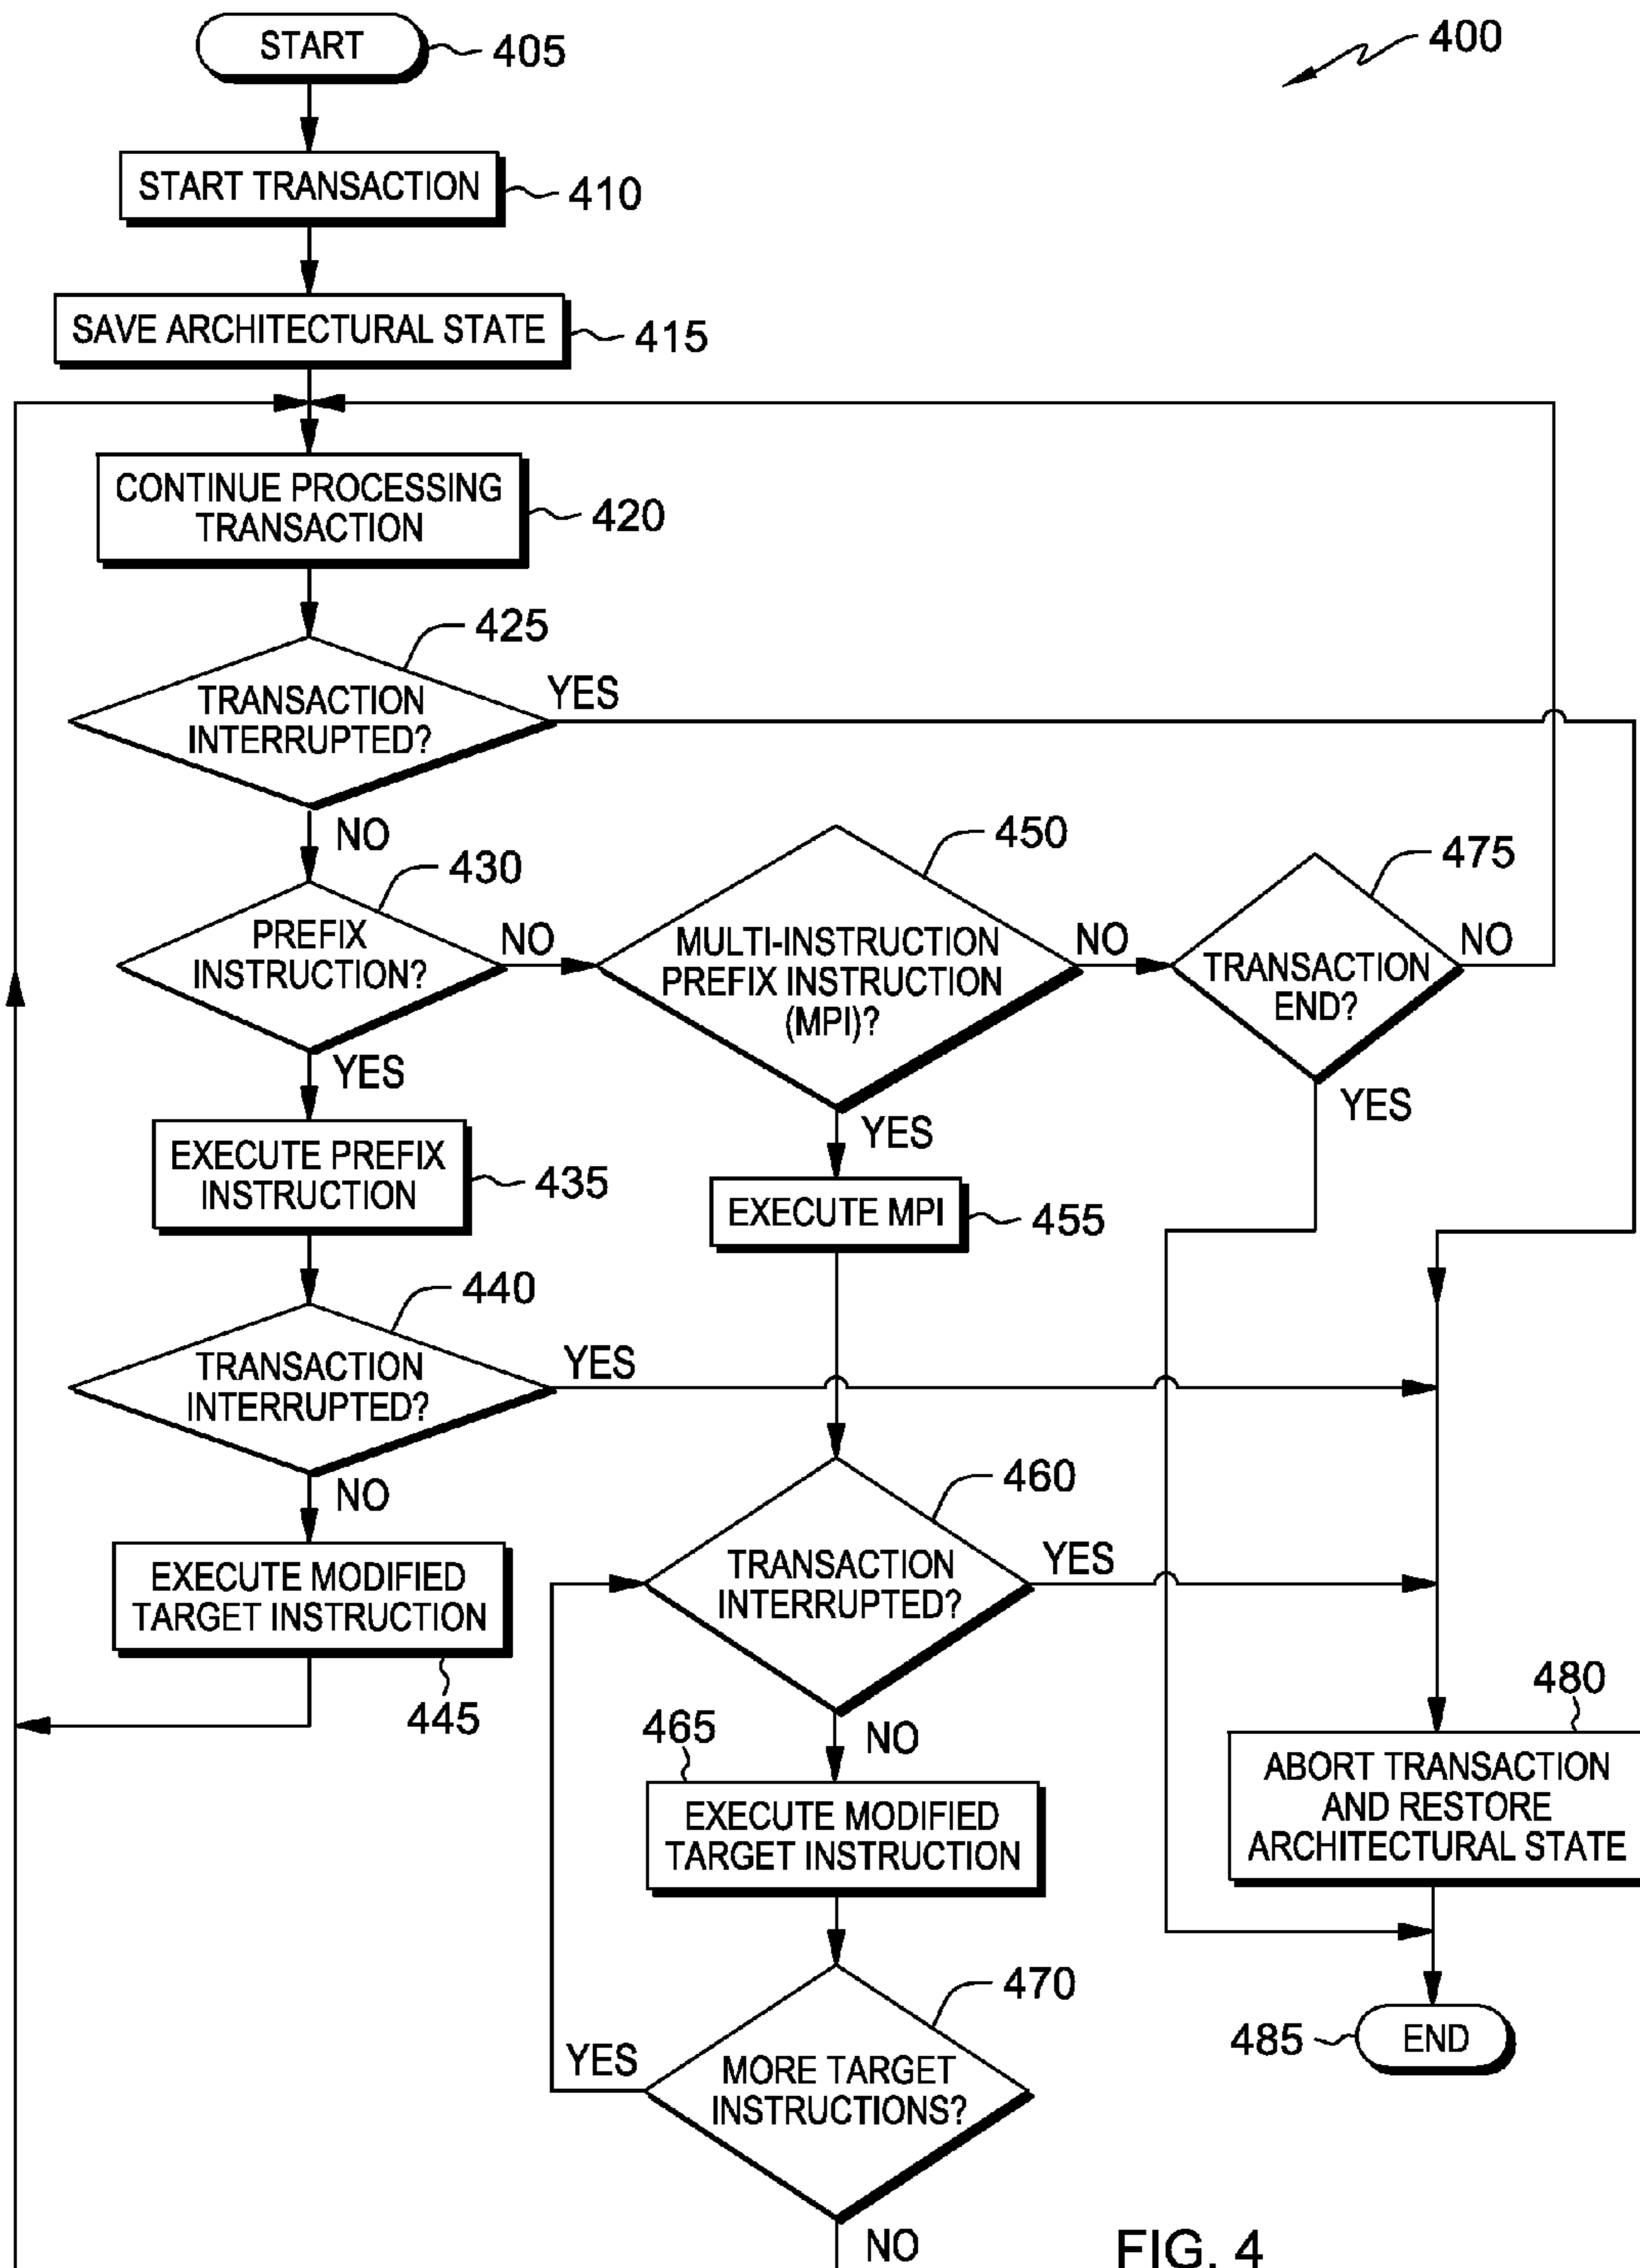 START
405
400
START TRANSACTION
410
SAVE ARCHITECTURAL STATE
415
CONTINUE PROCESSING
TRANSACTION
420
425
TRANSACTION
INTERRUPTED?
YES
NO
430
PREFIX
INSTRUCTION?
NO
YES
450
MULTI-INSTRUCTION
PREFIX INSTRUCTION
(MPI)?
NO
YES
475
TRANSACTION
END?
NO
YES
EXECUTE PREFIX
INSTRUCTION
435
EXECUTE MPI
455
440
TRANSACTION
INTERRUPTED?
YES
NO
EXECUTE MODIFIED
TARGET INSTRUCTION
445
460
TRANSACTION
INTERRUPTED?
YES
NO
465
EXECUTE MODIFIED
TARGET INSTRUCTION
480
ABORT TRANSACTION
AND RESTORE
ARCHITECTURAL STATE
470
MORE TARGET
INSTRUCTIONS?
YES
NO
485
END
FIG. 4